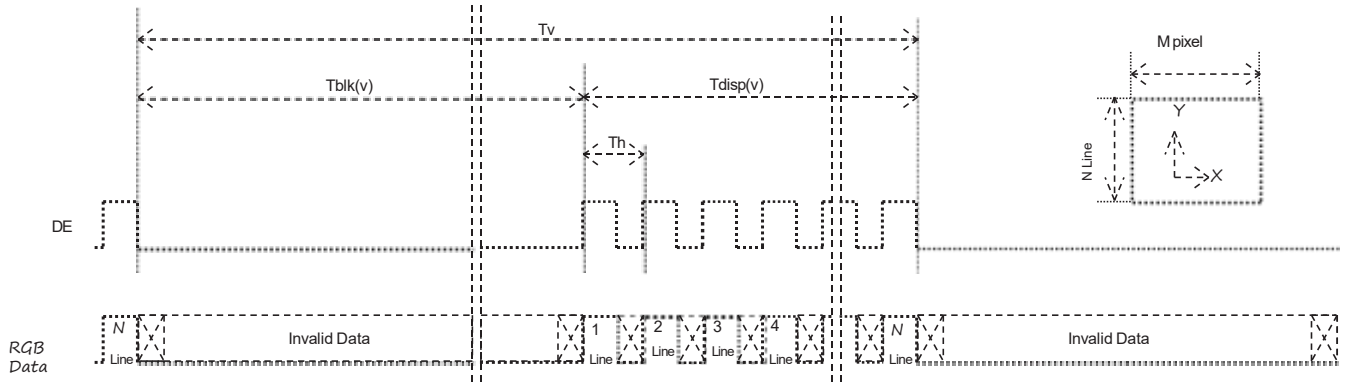 Tv
M pixel
Tblk(v)
Tdisp(v)
Y
Th
N Line
X
DE
N
Line
Invalid Data
1
Line
2
Line
3
Line
4
Line
N
Line
Invalid Data
RGB
Data